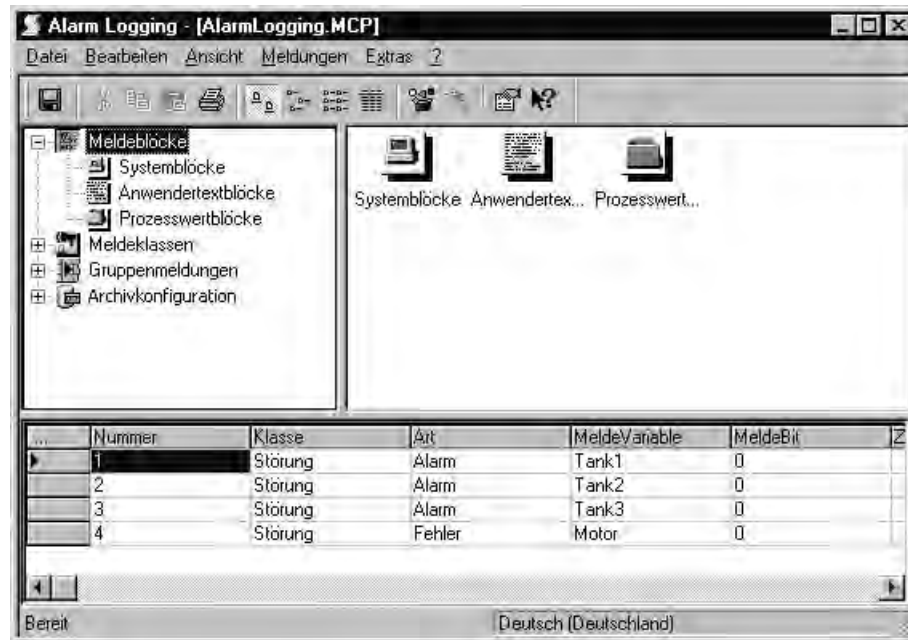 Alarm Logging - [AlarmLogging.MCP]
Datei Bearbeiten Ansicht Meldungen Extras ?
Meldeblöcke
Systemblöcke
Anwendertextblöcke
Prozesswertblöcke
Meldeklassen
Gruppenmeldungen
Archivkonfiguration
Systemblöcke Anwendertex... Prozesswert...
... Nummer Klasse Art MeldeVariable MeldeBit Z
1 Störung Alarm Tank1 0
2 Störung Alarm Tank2 0
3 Störung Alarm Tank3 0
4 Störung Fehler Motor 0
Bereit Deutsch (Deutschland)